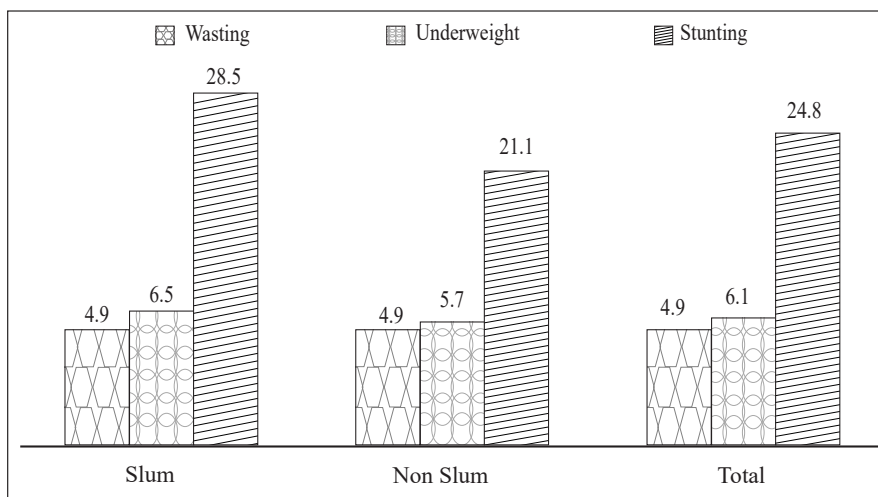 Wasting Underweight Stunting
28.5
24.8
21.1
4.9 6.5 4.9 5.7 4.9 6.1
Slum Non Slum Total